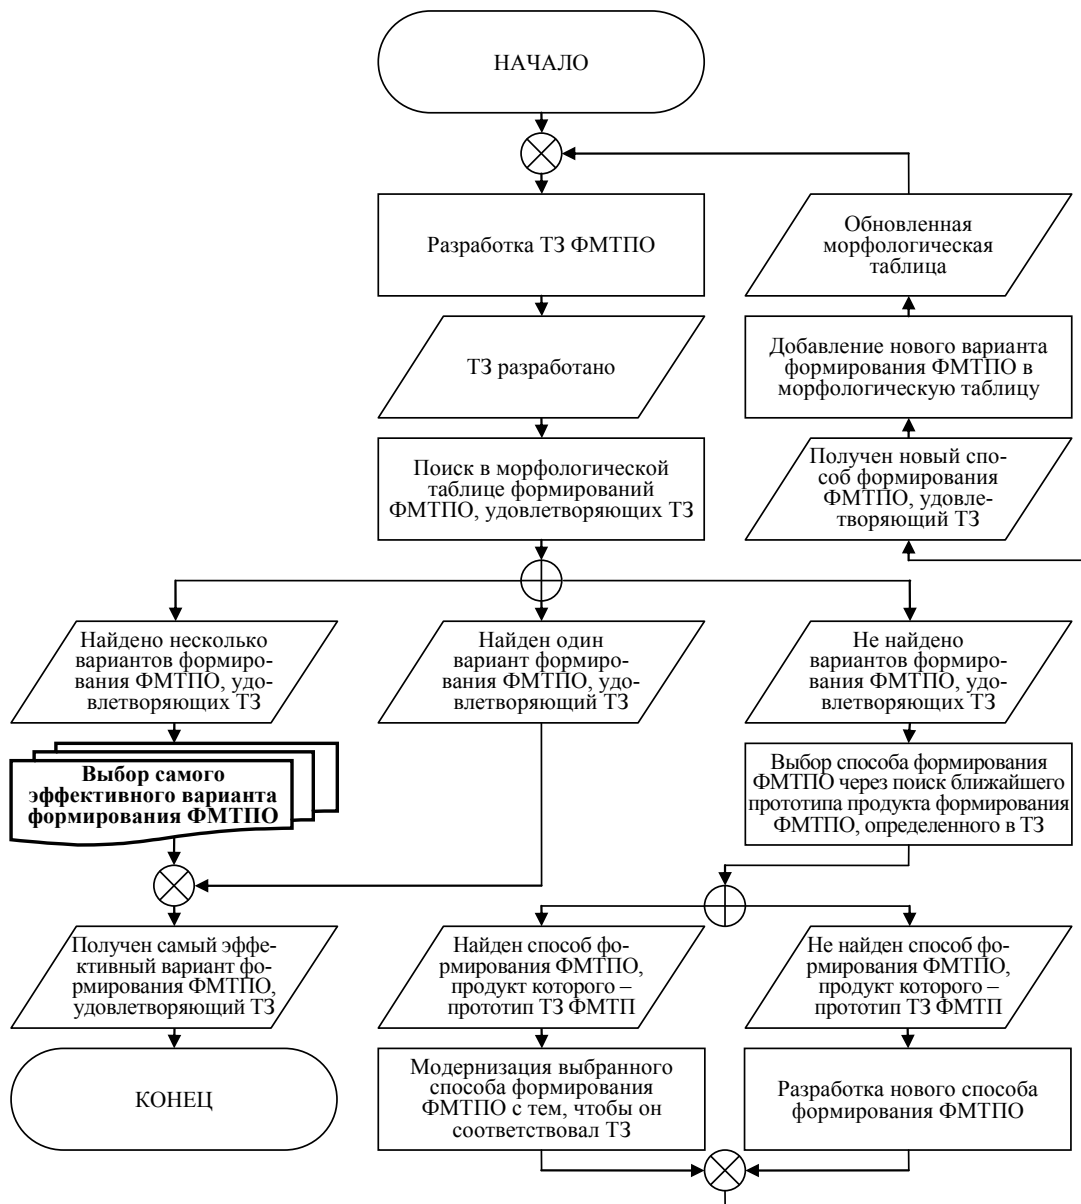 НАЧАЛО
Разработка ТЗ ФМТПО
Обновленная
морфологическая
таблица
ТЗ разработано
Добавление нового варианта
формирования ФМТПО в
морфологическую таблицу
Поиск в морфологической
таблице формирований
ФМТПО, удовлетворяющих ТЗ
Получен новый спо-
соб формирования
ФМТПО, удовле-
творяющий ТЗ
Найдено несколько
вариантов формиро-
вания ФМТПО, удо-
влетворяющих ТЗ
Найден один
вариант формиро-
вания ФМТПО, удо-
влетворяющий ТЗ
Не найдено
вариантов формиро-
вания ФМТПО, удо-
влетворяющих ТЗ
Выбор самого
эффективного варианта
формирования ФМТПО
Выбор способа формирования
ФМТПО через поиск ближайшего
прототипа продукта формирования
ФМТПО, определенного в ТЗ
Получен самый эффе-
ктивный вариант фо-
рмирования ФМТПО,
удовлетворяющий ТЗ
Найден способ фо-
рмирования ФМТПО,
продукт которого –
прототип ТЗ ФМТП
Не найден способ фо-
рмирования ФМТПО,
продукт которого –
прототип ТЗ ФМТП
КОНЕЦ
Модернизация выбранного
способа формирования
ФМТПО с тем, чтобы он
соответствовал ТЗ
Разработка нового способа
формирования ФМТПО